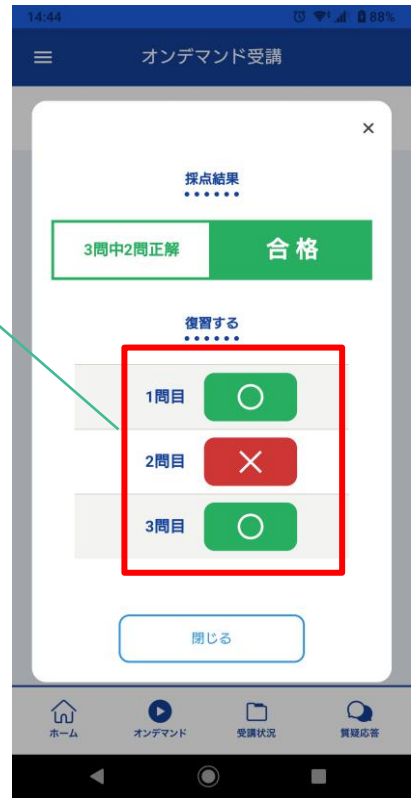 14:44 88%
オンデマンド受講
×
採点結果
3問中2問正解 合格
復習する
1問目 ○
2問目 ×
3問目 ○
閉じる
ホーム オンデマンド 受講状況 質疑応答